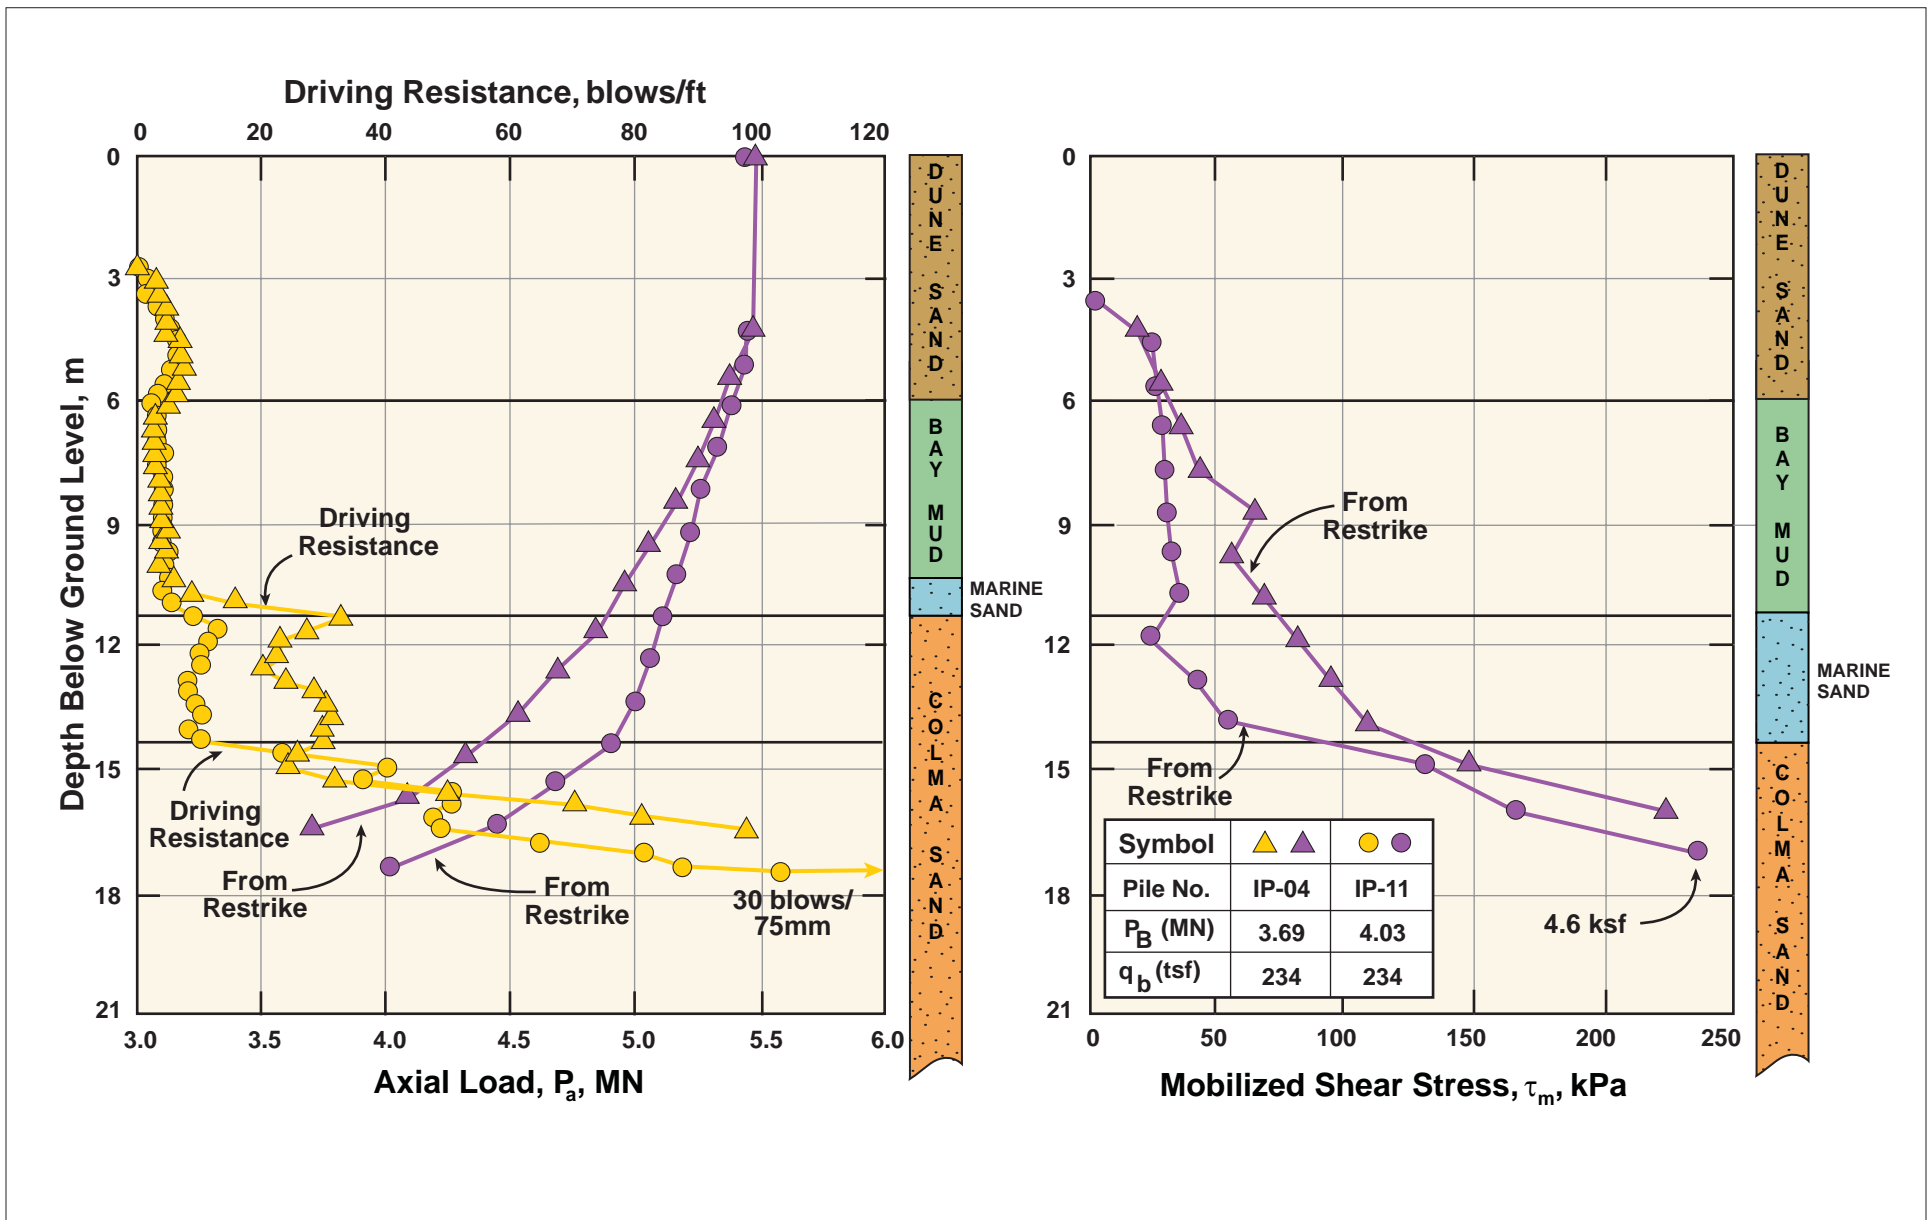 Driving Resistance, blows/ft
0 20 40 60 80 100 120
0
3
6
9
12
15
18
21
Depth Below Ground Level, m
Driving
Resistance
Driving
Resistance
From
Restrike
From
Restrike
30 blows/
75mm
3.0 3.5 4.0 4.5 5.0 5.5 6.0
Axial Load, Pa, MN
DUNE SAND
BAY MUD
MARINE
SAND
COLMA SAND
0
3
6
9
12
15
18
21
From
Restrike
From
Restrike
4.6 ksf
Symbol
Pile No. IP-04 IP-11
PB (MN) 3.69 4.03
qb (tsf) 234 234
0 50 100 150 200 250
Mobilized Shear Stress, τm, kPa
DUNE SAND
BAY MUD
MARINE
SAND
COLMA SAND